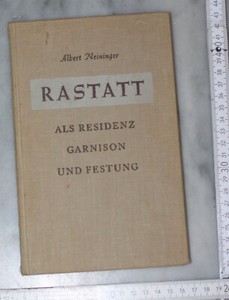 Albert Neininger
RASTATT
ALS RESIDENZ
GARNISON
UND FESTUNG